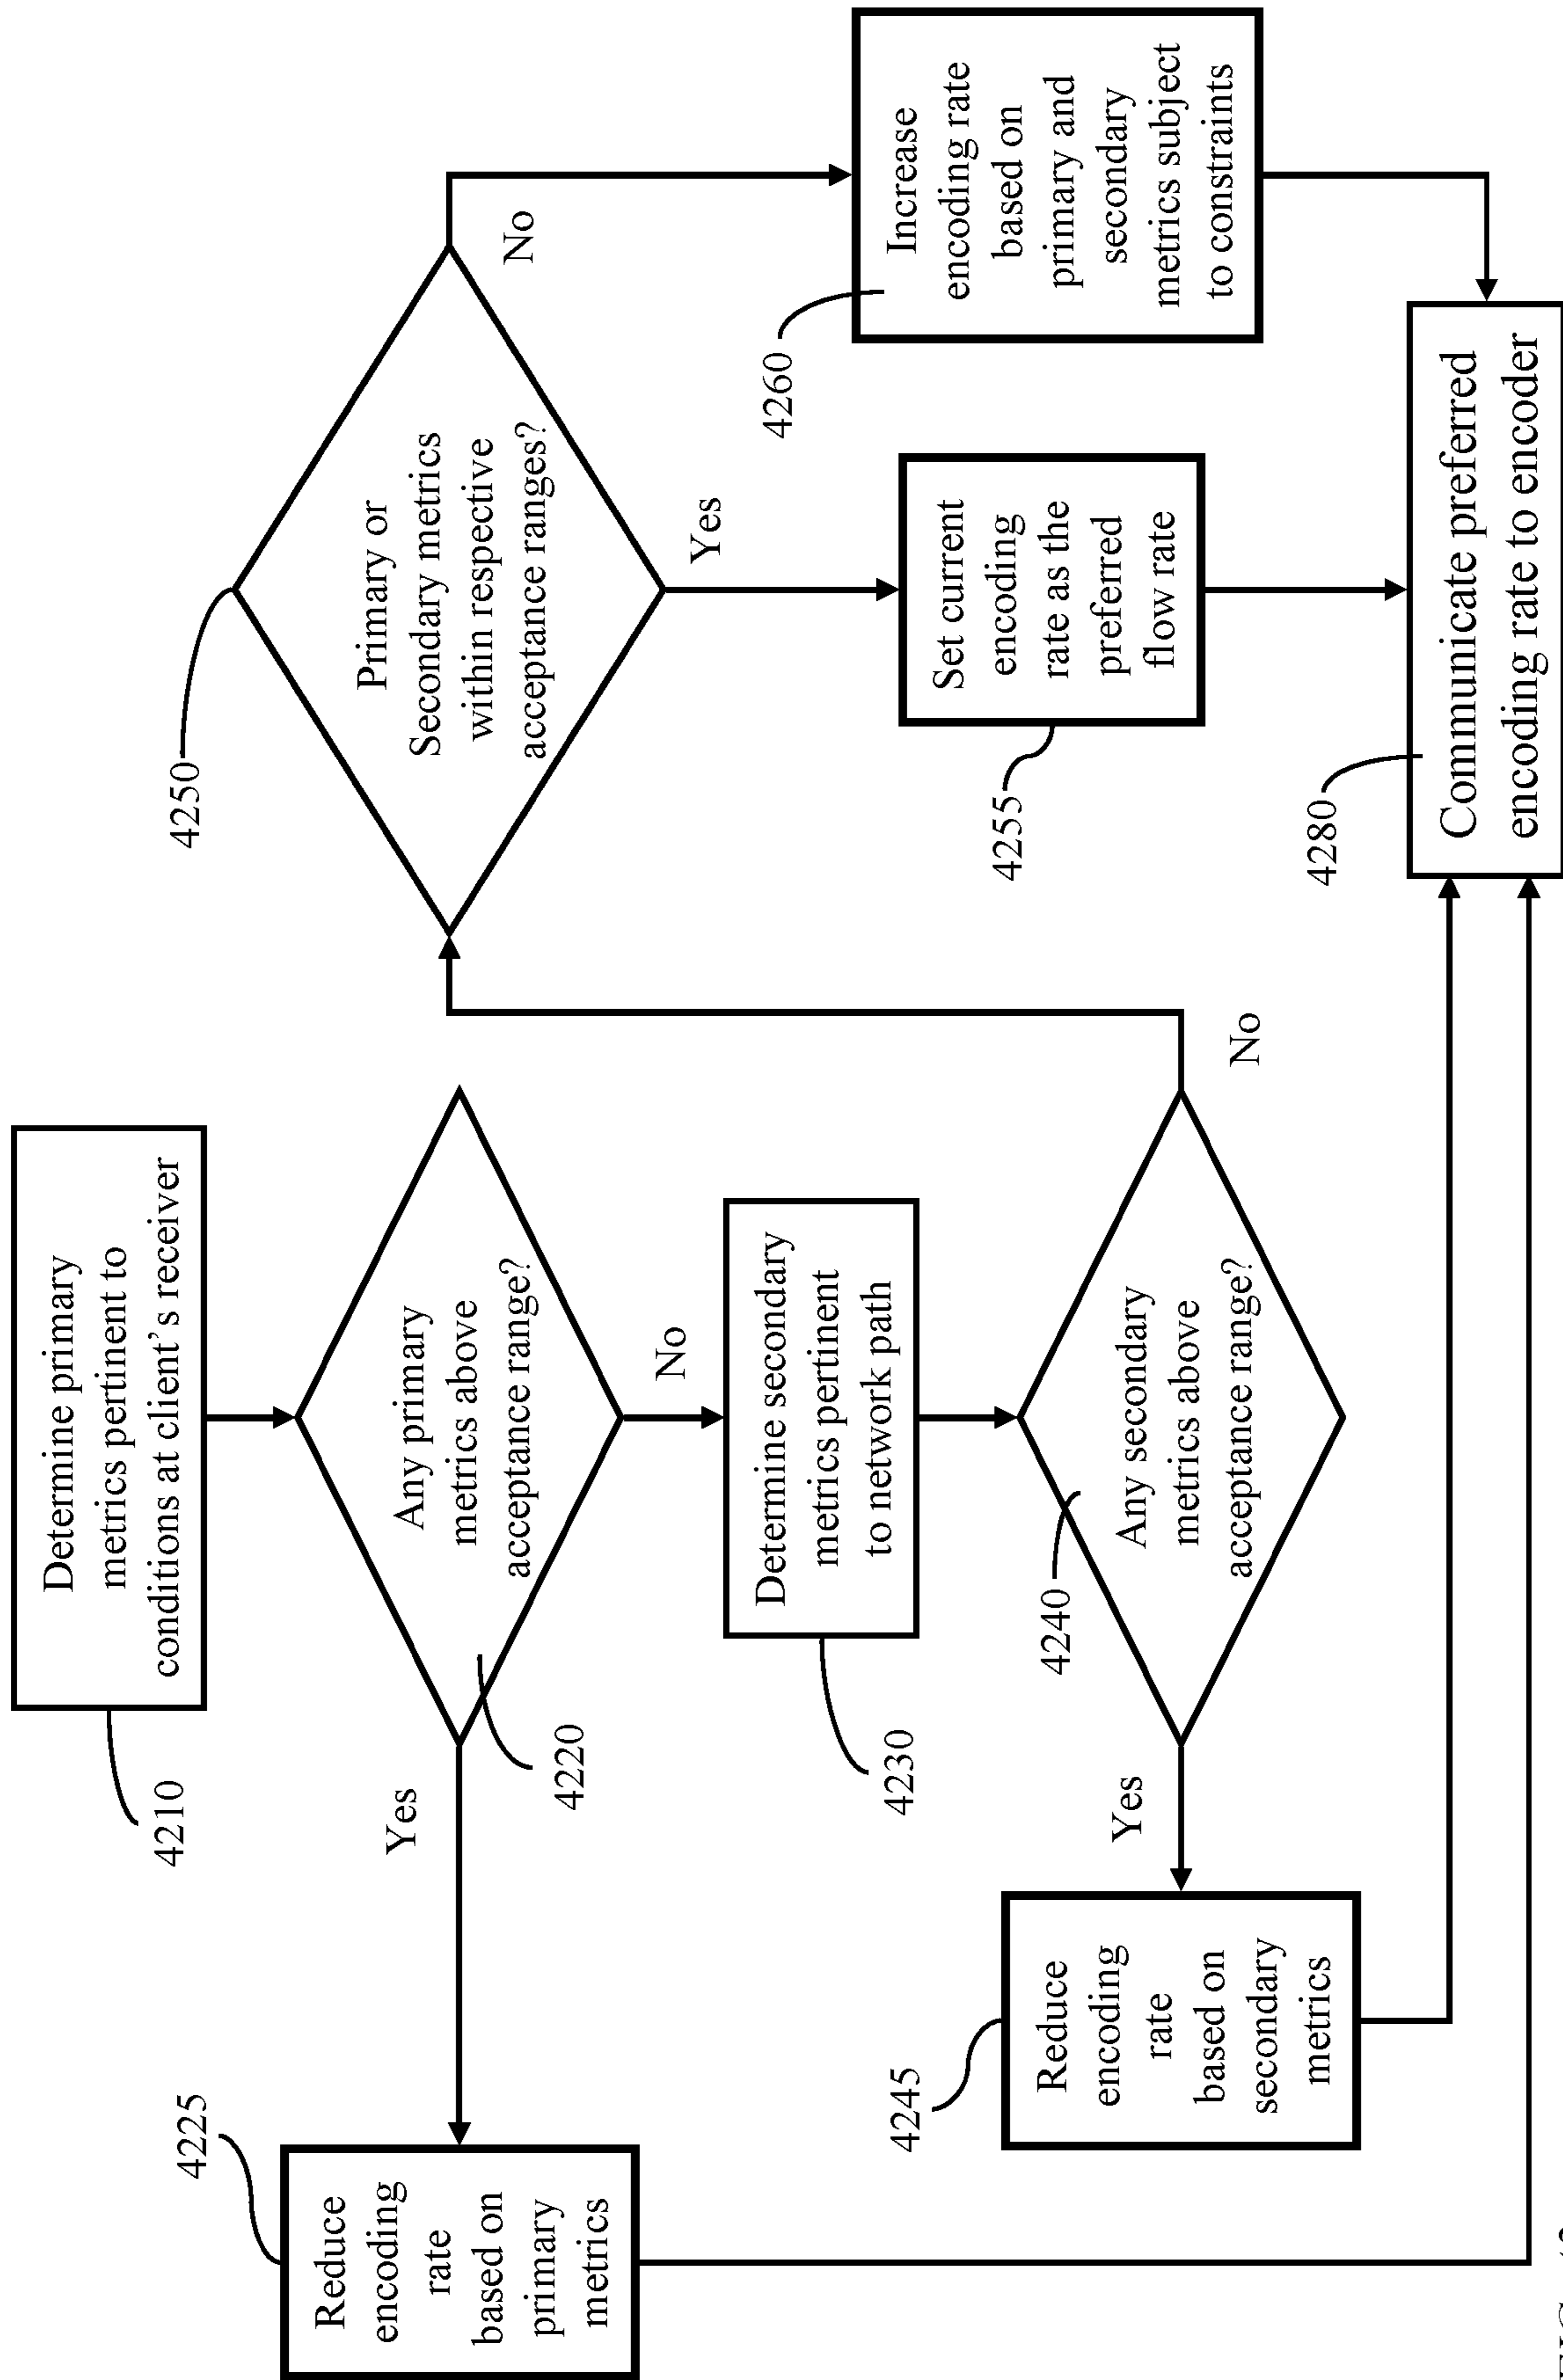 Determine primary
metrics pertinent to
conditions at client's receiver
4210
Any primary
metrics above
acceptance range?
4220
Yes
No
4225
Reduce
encoding
rate
based on
primary
metrics
Determine secondary
metrics pertinent
to network path
4230
Any secondary
metrics above
acceptance range?
4240
Yes
No
4245
Reduce
encoding
rate
based on
secondary
metrics
4250
Primary or
Secondary metrics
within respective
acceptance ranges?
No
Yes
4255
Set current
encoding
rate as the
preferred
flow rate
4260
Increase
encoding rate
based on
primary and
secondary
metrics subject
to constraints
4280
Communicate preferred
encoding rate to encoder